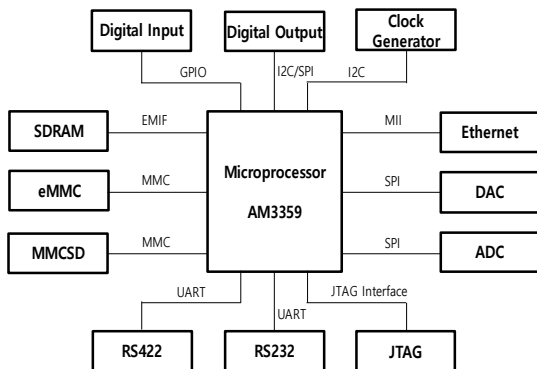 Digital Input
Digital Output
Clock
Generator
GPIO
I2C/SPI
I2C
SDRAM
EMIF
MII
Ethernet
eMMC
MMC
Microprocessor
AM3359
SPI
DAC
MMCSD
MMC
SPI
ADC
UART
UART
JTAG Interface
RS422
RS232
JTAG